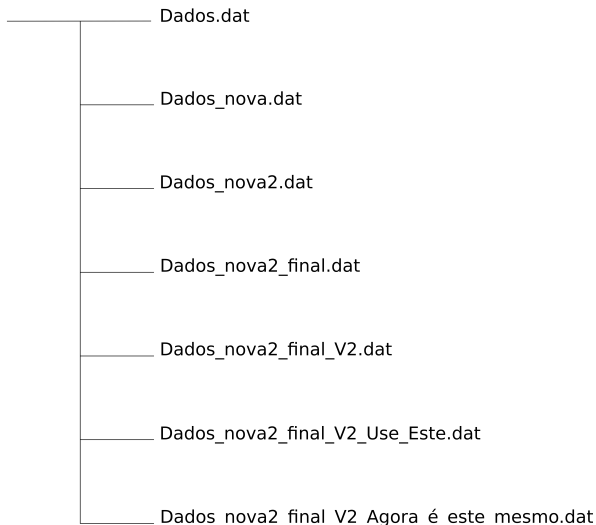 Dados.dat
Dados_nova.dat
Dados_nova2.dat
Dados_nova2_final.dat
Dados_nova2_final_V2.dat
Dados_nova2_final_V2_Use_Este.dat
Dados_nova2_final_V2_Agora_é_este_mesmo.dat